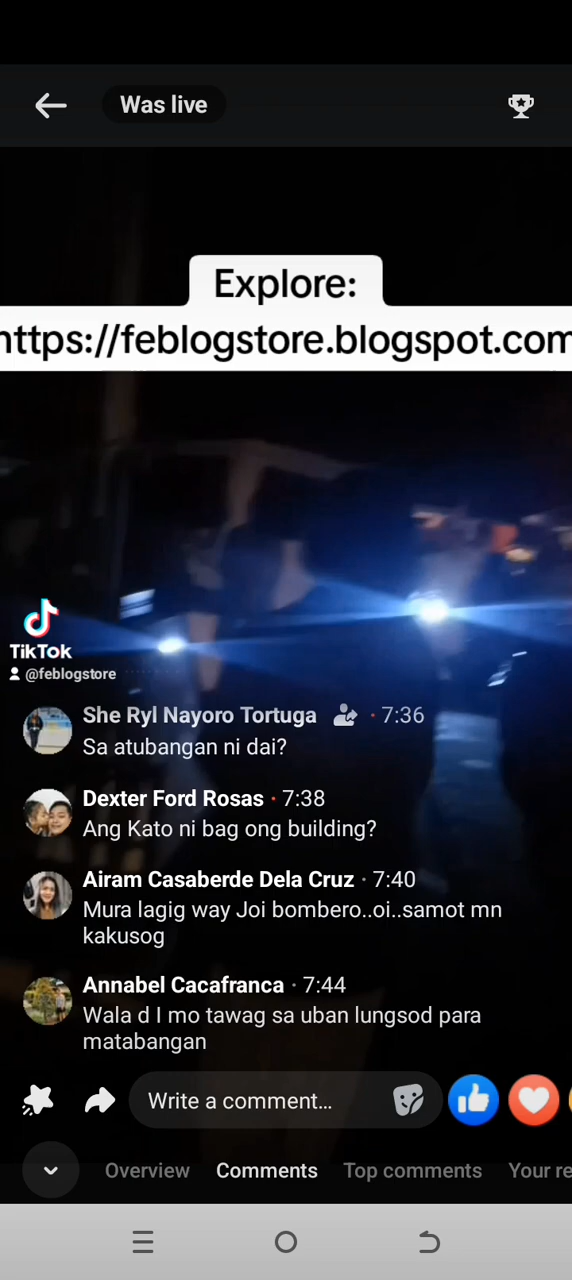 Was live
Explore:
https://feblogstore.blogspot.com
TikTok
@feblogstore
She Ryl Nayoro Tortuga · 7:36
Sa atubangan ni dai?
Dexter Ford Rosas · 7:38
Ang Kato ni bag ong building?
Airam Casaberde Dela Cruz · 7:40
Mura lagig way Joi bombero..oi..samot mn
kakusog
Annabel Cacafranca · 7:44
Wala d I mo tawag sa uban lungsod para
matabangan
Write a comment...
Overview Comments Top comments Your re